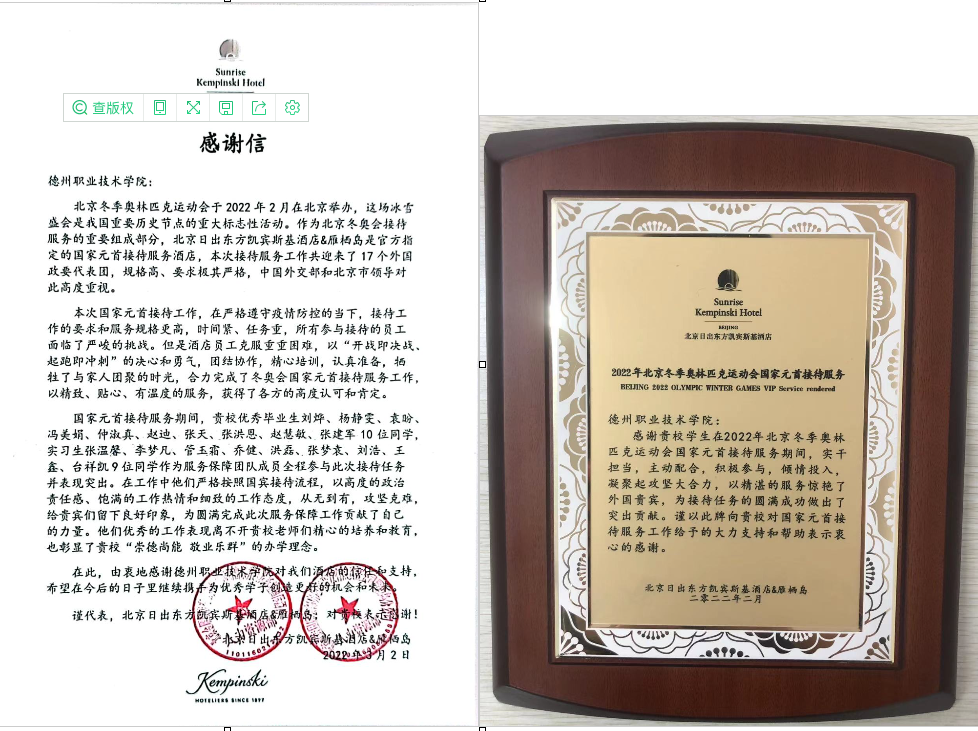 Sunrise
Kempinski Hotel
查版权
感谢信
德州职业技术学院：
北京冬季奥林匹克运动会于 2022 年 2 月在北京举办，这场冰雪
盛会是我国重要历史节点的重大标志性活动。作为北京冬奥会接待
服务的重要组成部分，北京日出东方凯宾斯基酒店&雁栖岛是官方指
定的国家元首接待服务酒店，本次接待服务工作共迎来了 17 个外国
政要代表团，规格高、要求极其严格，中国外交部和北京市领导对
此高度重视。
本次国家元首接待工作，在严格遵守疫情防控的当下，接待工
作的要求和服务规格更高，时间紧、任务重，所有参与接待的员工
面临了严峻的挑战。但是酒店员工克服重重困难，以“开战即决战、
起跑即冲刺”的决心和勇气，团结协作，精心培训，认真准备，牺
牲了与家人团聚的时光，合力完成了冬奥会国家元首接待服务工作，
以精致、贴心、有温度的服务，获得了各方的高度认可和肯定。
国家元首接待服务期间，贵校优秀毕业生刘烨、杨静雯、袁盼、
冯美娟、仲淑真、赵迪、张天、张洪恩、赵慧敏、张建军 10 位同学，
实习生张温馨、李梦凡、管玉霜、乔健、洪磊、张梦袁、刘浩、王
鑫、台祥凯 9 位同学作为服务保障团队成员全程参与此次接待任务
并表现突出。在工作中他们严格按照国宾接待流程，以高度的政治
责任感、饱满的工作热情和细致的工作态度，从无到有，攻坚克难，
给贵宾们留下良好印象，为圆满完成此次服务保障工作贡献了自己
的力量。他们优秀的工作表现离不开贵校老师们精心的培养和教育，
也彰显了贵校“崇德尚能 敬业乐群”的办学理念。
在此，由衷地感谢德州职业技术学院对我们酒店的信任和支持，
希望在今后的日子里继续携手为优秀学子创造更好的机会和未来。
谨代表，北京日出东方凯宾斯基酒店&雁栖岛，对贵校表示感谢！
北京日出东方凯宾斯基酒店&雁栖岛
2022 年 3 月 2 日
Kempinski
HOTELIERS SINCE 1897
Sunrise
Kempinski Hotel
BEIJING
北京日出东方凯宾斯基酒店
2022年北京冬季奥林匹克运动会国家元首接待服务
BEIJING 2022 OLYMPIC WINTER GAMES VIP Service rendered
德州职业技术学院：
感谢贵校学生在2022年北京冬季奥林
匹克运动会国家元首接待服务期间，实干
担当，主动配合，积极参与，倾情投入，
凝聚起攻坚大合力，以精湛的服务惊艳了
外国贵宾，为接待任务的圆满成功做出了
突出贡献。谨以此牌向贵校对国家元首接
待服务工作给予的大力支持和帮助表示衷
心的感谢。
北京日出东方凯宾斯基酒店&雁栖岛
二零二二年二月